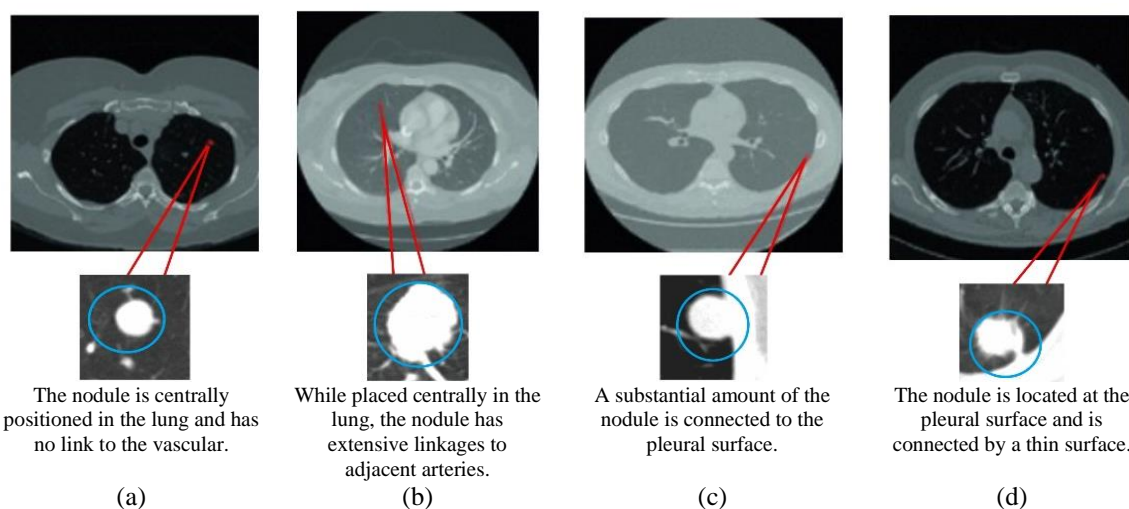 The nodule is centrally
positioned in the lung and has
no link to the vascular.
(a)
While placed centrally in the
lung, the nodule has
extensive linkages to
adjacent arteries.
(b)
A substantial amount of the
nodule is connected to the
pleural surface.
(c)
The nodule is located at the
pleural surface and is
connected by a thin surface.
(d)